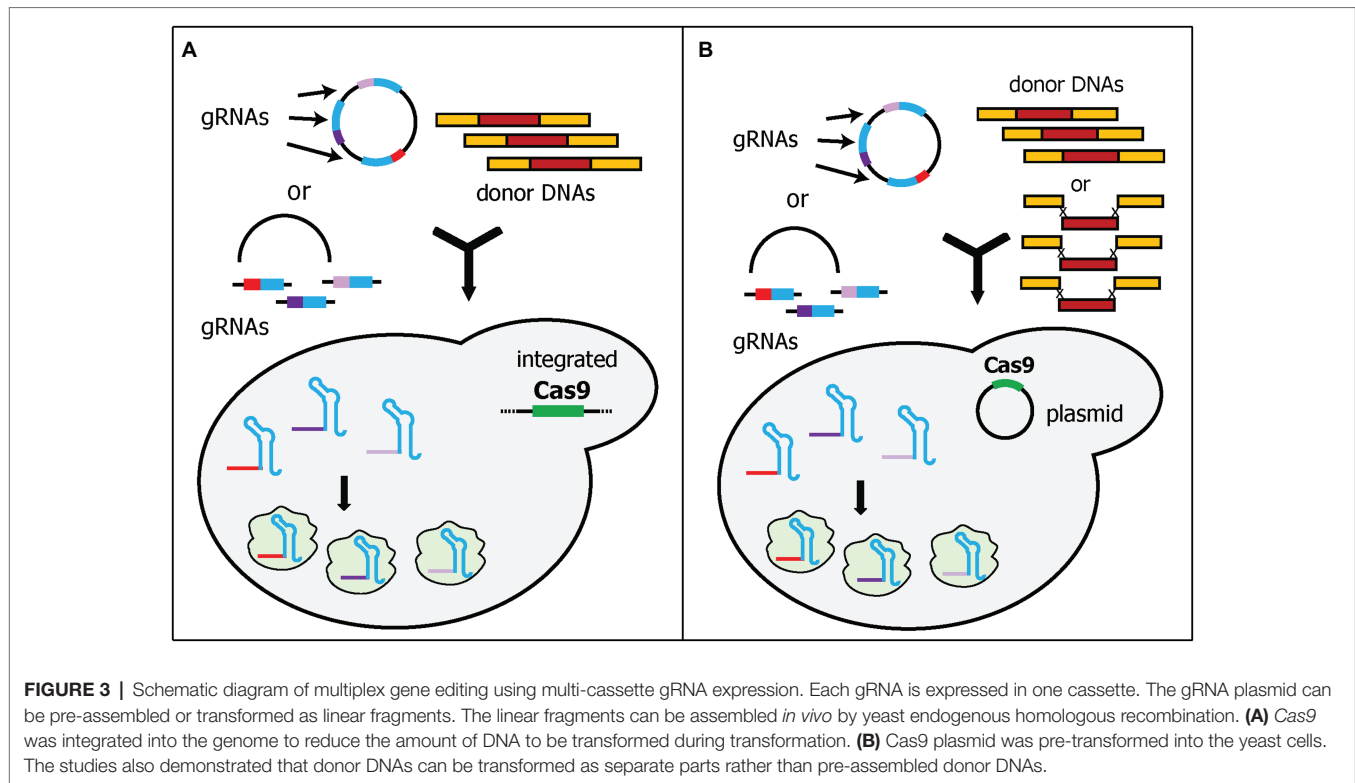 A
gRNAs
or
gRNAs
donor DNAs
integrated
Cas9
B
gRNAs
or
gRNAs
donor DNAs
or
x x
x x
x x
Cas9
plasmid
FIGURE 3 | Schematic diagram of multiplex gene editing using multi-cassette gRNA expression. Each gRNA is expressed in one cassette. The gRNA plasmid can
be pre-assembled or transformed as linear fragments. The linear fragments can be assembled in vivo by yeast endogenous homologous recombination. (A) Cas9
was integrated into the genome to reduce the amount of DNA to be transformed during transformation. (B) Cas9 plasmid was pre-transformed into the yeast cells.
The studies also demonstrated that donor DNAs can be transformed as separate parts rather than pre-assembled donor DNAs.